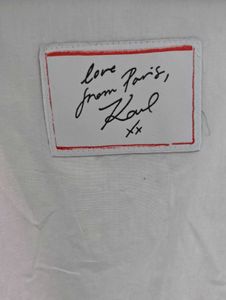 love
from Paris,
Karl
xx